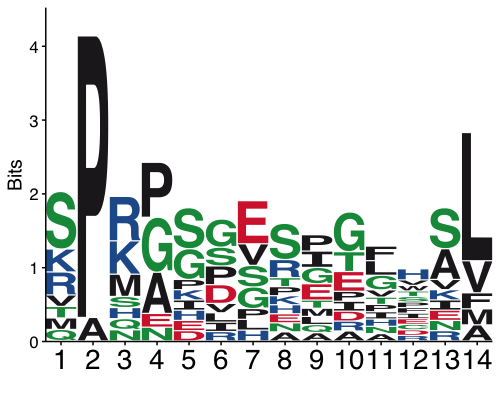 4
3
2
1
0
Bits
S K R V T M Q
P A
R K M S H Q N
P G A E N
S G P K H E D
G S P D V I R
E V S G P L H
S R T P K H E N A
P I G E
G T E P D R A
F L G
H
S A V K I E N R
L V F M A
1 2 3 4 5 6 7 8 9 10 11 12 13 14